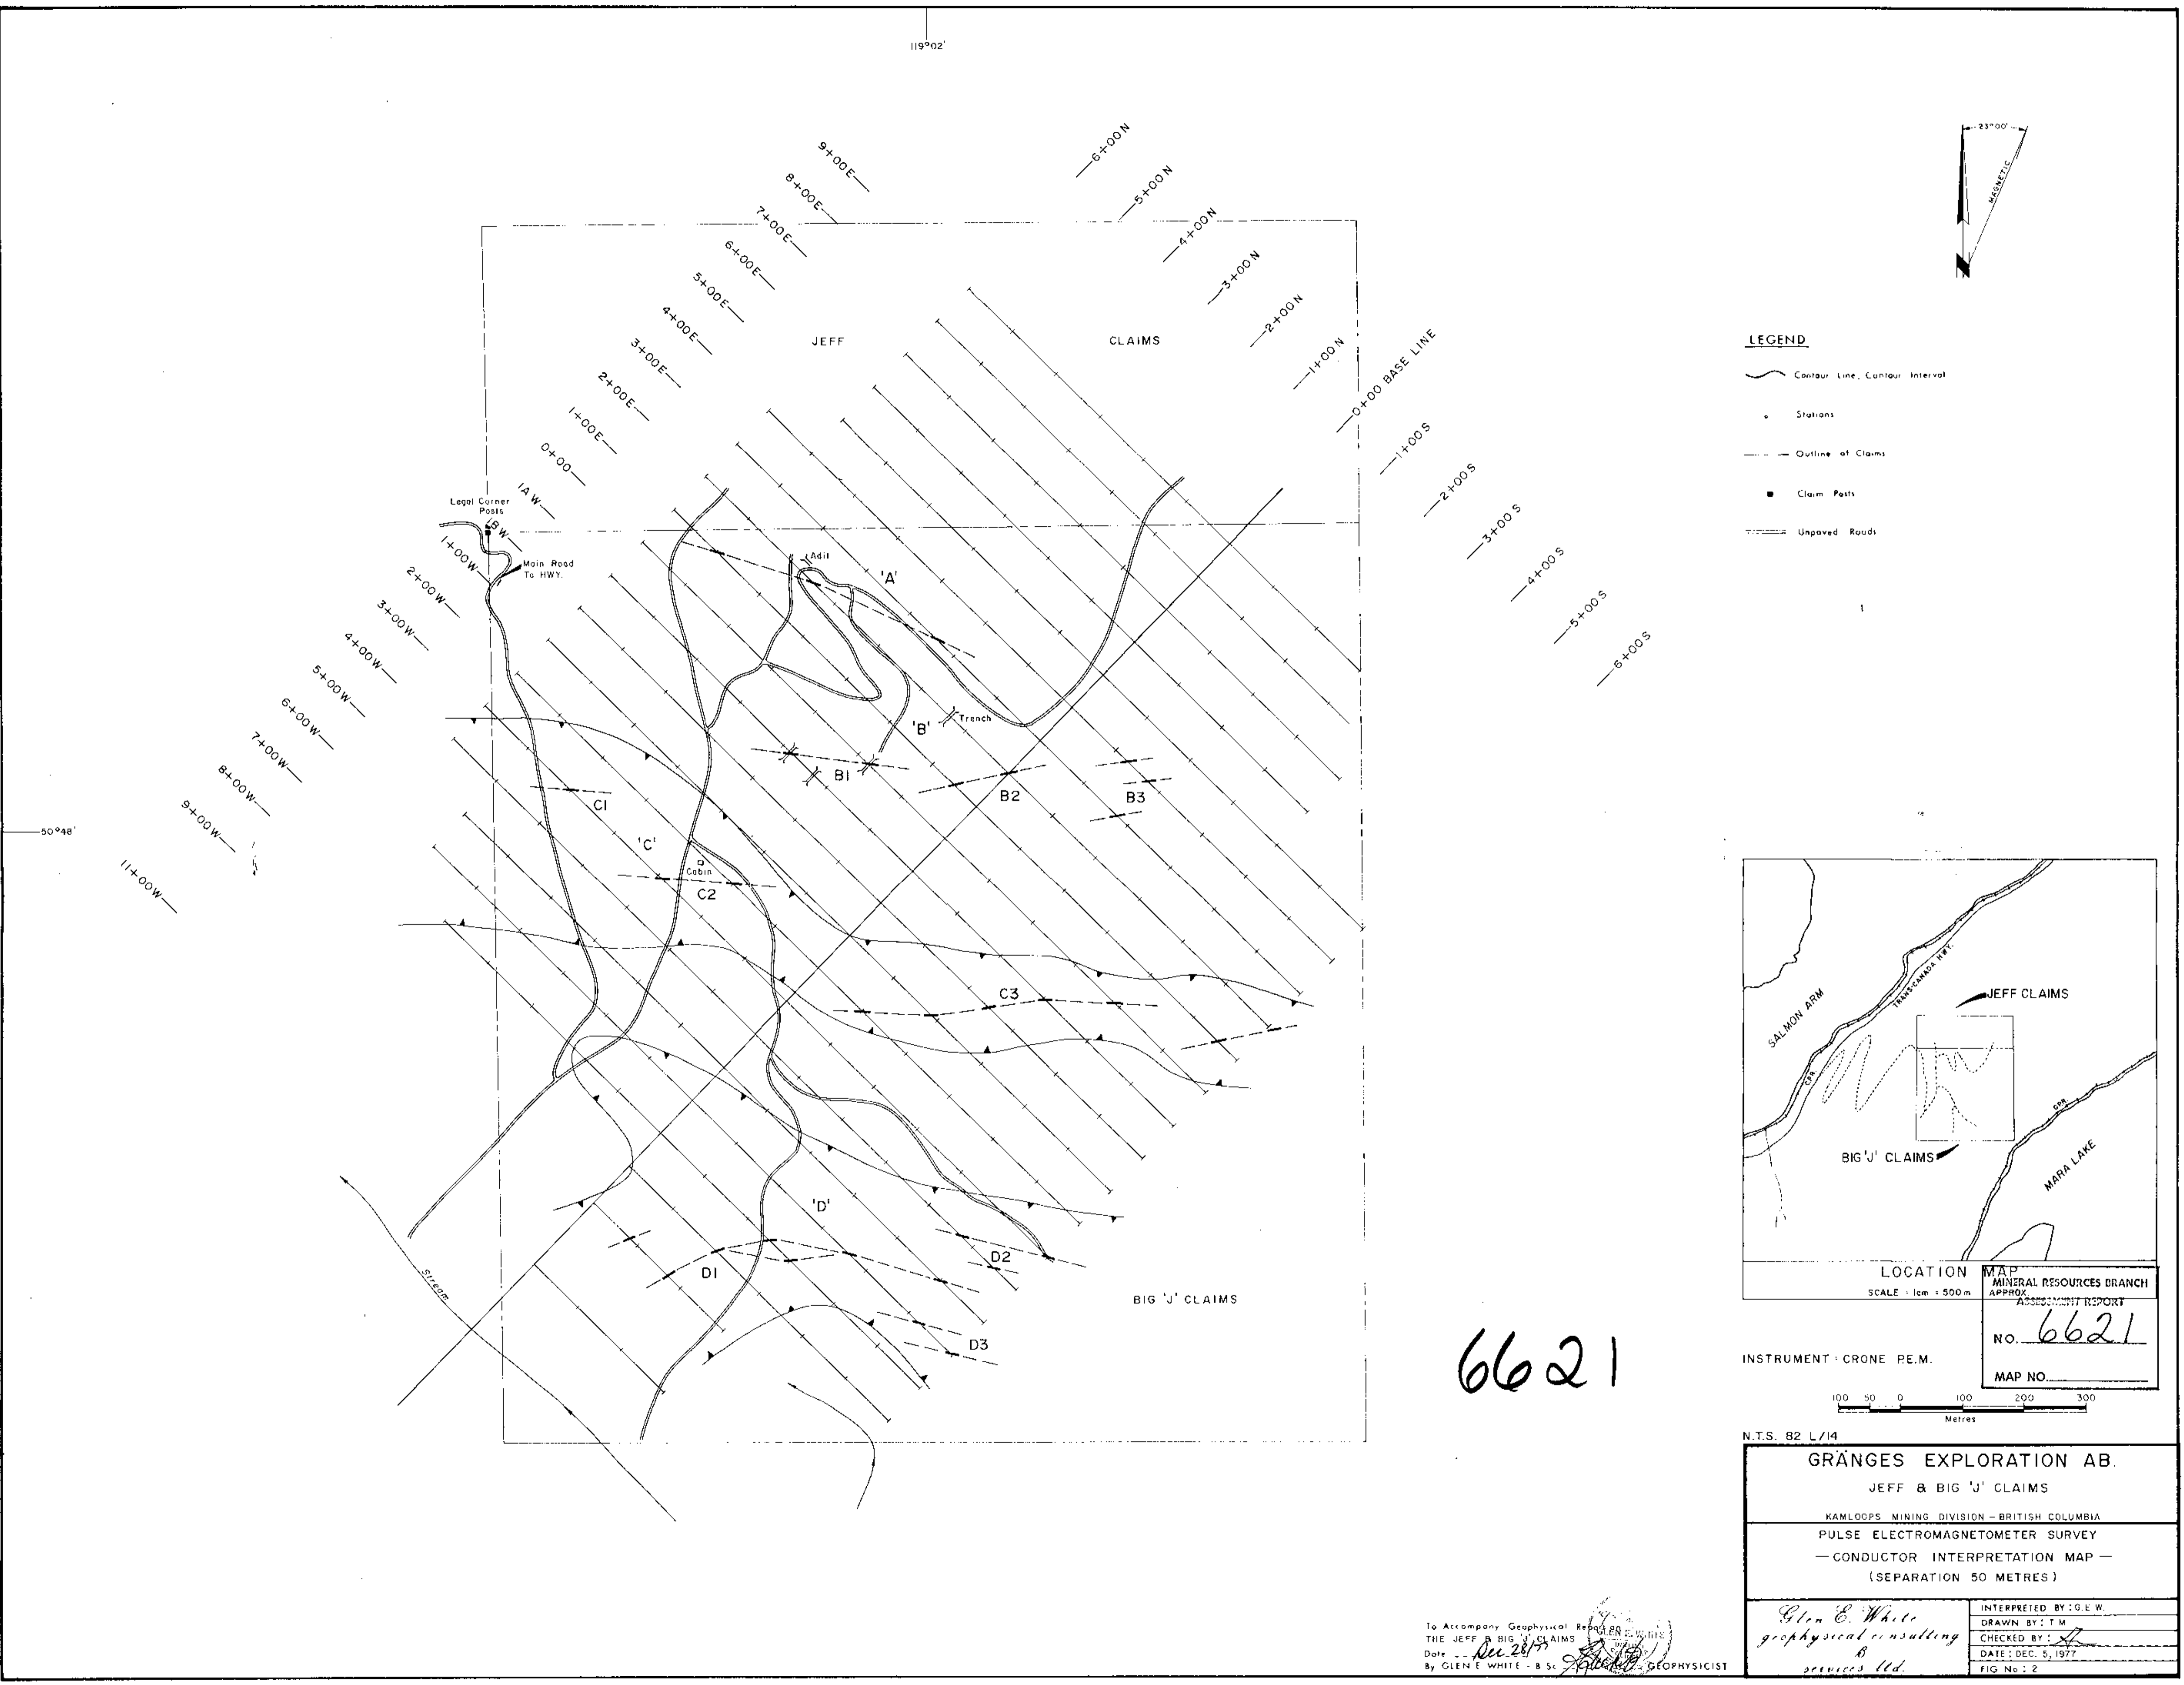 119°02'
9+00E
8+00E
7+00E
6+00E
5+00E
4+00E
3+00E
2+00E
1+00E
0+00
1A W
1B W
1+00W
2+00W
3+00W
4+00W
5+00W
6+00W
7+00W
8+00W
9+00W
11+00W
6+00N
5+00N
4+00N
3+00N
2+00N
1+00N
0+00 BASE LINE
1+00S
2+00S
3+00S
4+00S
5+00S
6+00S
50°48'
23°00'
MAGNETIC
JEFF CLAIMS
Legal Corner
Posts
Main Road
To HWY.
Adit
'A'
'B'
Trench
B1
B2
B3
C1
'C'
Cabin
C2
C3
'D'
D1
D2
D3
BIG 'J' CLAIMS
Stream
LEGEND
Contour Line, Contour Interval
Stations
Outline of Claims
Claim Posts
Unpaved Roads
SALMON ARM
TRANS-CANADA HWY.
C.P.R.
JEFF CLAIMS
BIG 'J' CLAIMS
CPR
MARA LAKE
LOCATION MAP
SCALE : 1cm = 500m APPROX.
MINERAL RESOURCES BRANCH
ASSESSMENT REPORT
NO. 6621
MAP NO.
6621
INSTRUMENT : CRONE P.E.M.
100 50 0 100 200 300
Metres
N.T.S. 82 L/14
GRÄNGES EXPLORATION AB.
JEFF & BIG 'J' CLAIMS
KAMLOOPS MINING DIVISION – BRITISH COLUMBIA
PULSE ELECTROMAGNETOMETER SURVEY
— CONDUCTOR INTERPRETATION MAP —
(SEPARATION 50 METRES)
Glen E. White
geophysical consulting
&
services ltd.
INTERPRETED BY : G.E.W.
DRAWN BY : T M
CHECKED BY :
DATE : DEC. 5, 1977
FIG No : 2
To Accompany Geophysical Report on
THE JEFF & BIG 'J' CLAIMS
Date Dec 28/77
By GLEN E WHITE - B Sc GEOPHYSICIST